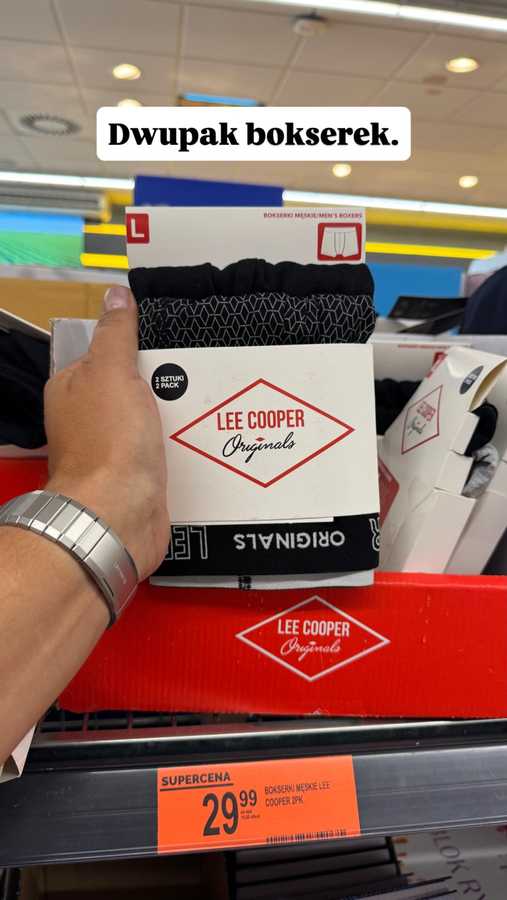 Dwupak bokserek.
L
BOKSERKI MĘSKIE/MEN'S BOXERS
2 SZTUKI
2 PACK
LEE COOPER
Originals
ORIGINALS
LEE COOPER
Originals
SUPERCENA
29 99
BOKSERKI MĘSKIE LEE
COOPER 2PK